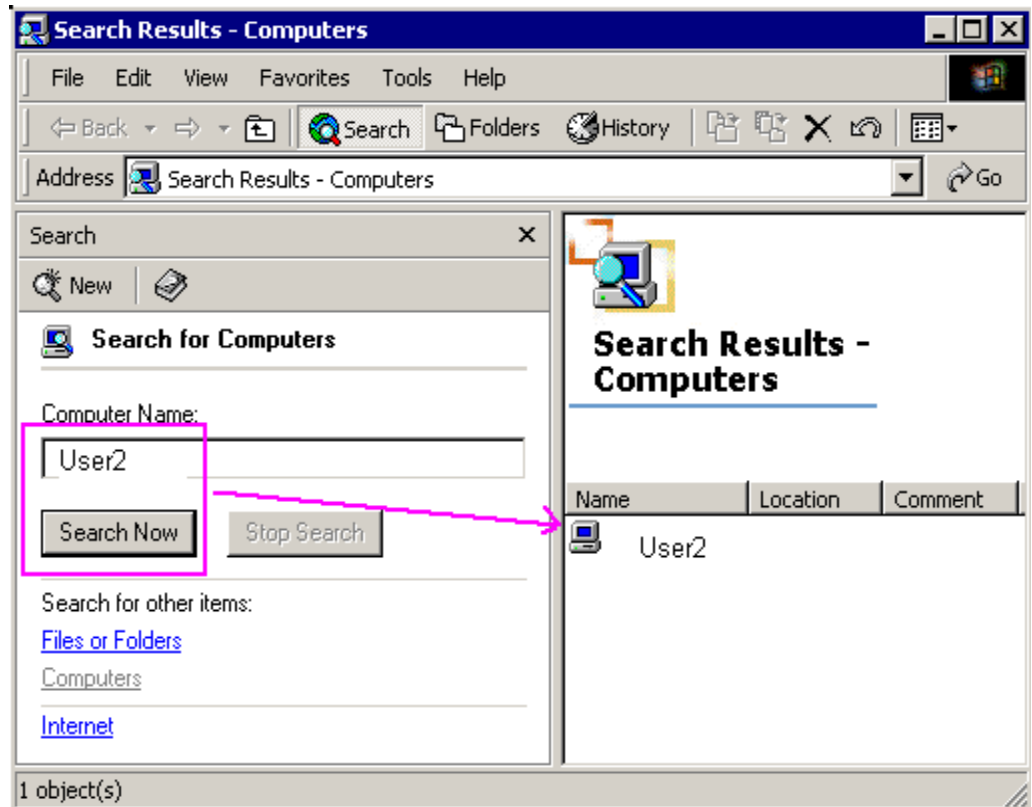 Search Results - Computers
File Edit View Favorites Tools Help
Back Search Folders History
Address Search Results - Computers Go
Search
New
Search for Computers
Computer Name:
User2
Search Now Stop Search
Search for other items:
Files or Folders
Computers
Internet
Search Results -
Computers
Name Location Comment
User2
1 object(s)